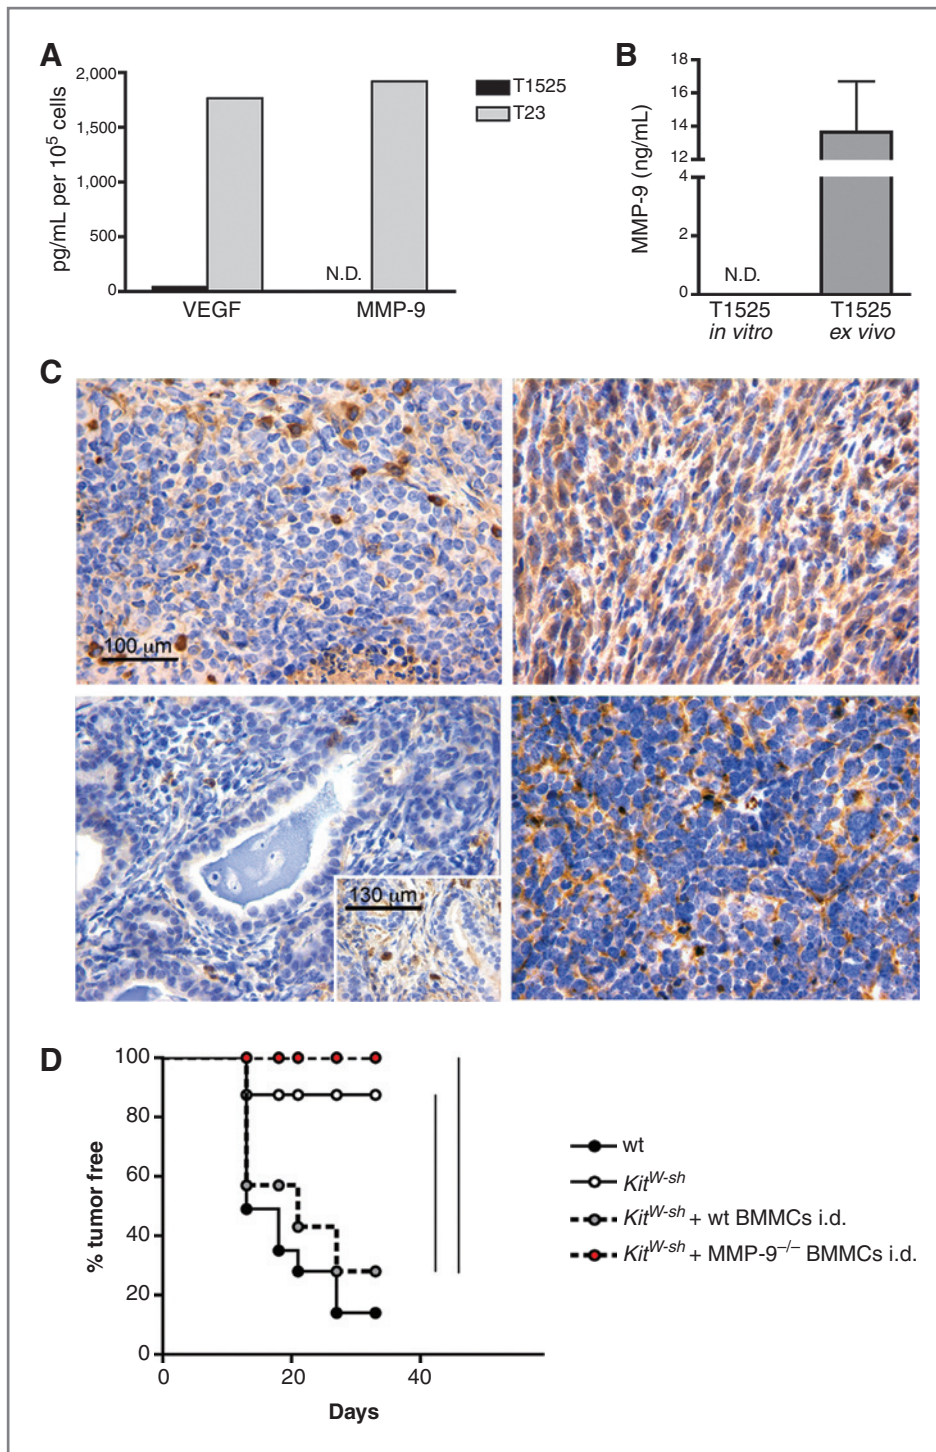 A
pg/mL per 10⁵ cells
2,000
1,500
1,000
500
0
N.D.
VEGF
MMP-9
T1525
T23
B
MMP-9 (ng/mL)
18
16
14
12
4
2
0
N.D.
T1525
in vitro
T1525
ex vivo
C
100 μm
130 μm
D
% tumor free
100
80
60
40
20
0
0
20
40
Days
wt
Kit^W-sh
Kit^W-sh + wt BMMCs i.d.
Kit^W-sh + MMP-9⁻/⁻ BMMCs i.d.